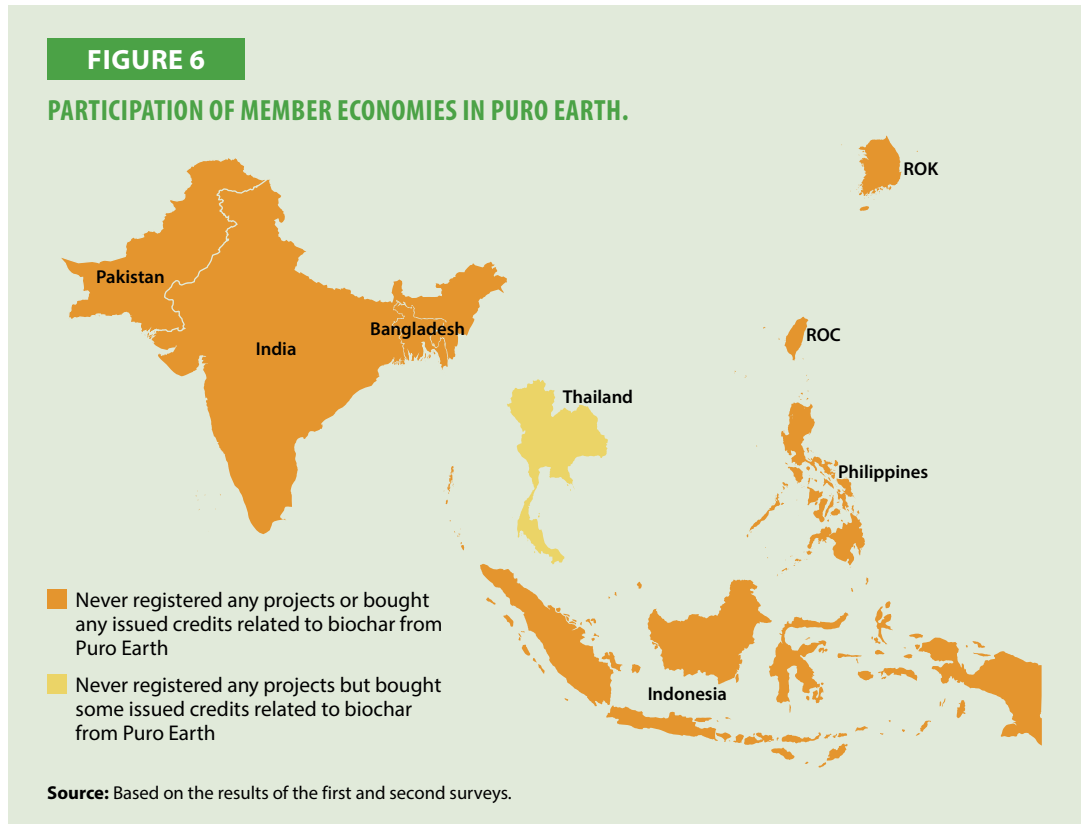 FIGURE 6
PARTICIPATION OF MEMBER ECONOMIES IN PURO EARTH.
ROK
Pakistan
Bangladesh
India
ROC
Thailand
Philippines
Never registered any projects or bought
any issued credits related to biochar from
Puro Earth
Never registered any projects but bought
some issued credits related to biochar
from Puro Earth
Indonesia
Source: Based on the results of the first and second surveys.